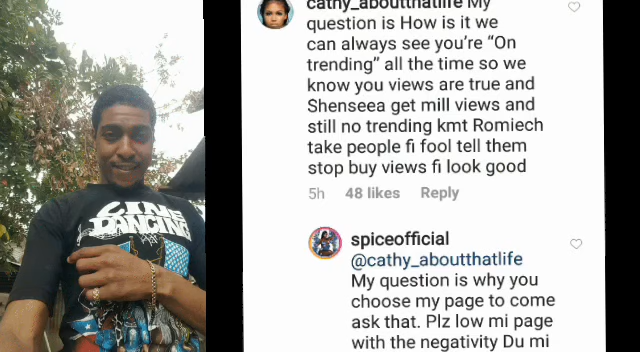 CINE
DANCING
cathy_aboutthatlife My
question is How is it we
can always see you’re “On
trending” all the time so we
know you views are true and
Shenseea get mill views and
still no trending kmt Romiech
take people fi fool tell them
stop buy views fi look good
5h 48 likes Reply
spiceofficial
@cathy_aboutthatlife
My question is why you
choose my page to come
ask that. Plz low mi page
with the negativity Du mi